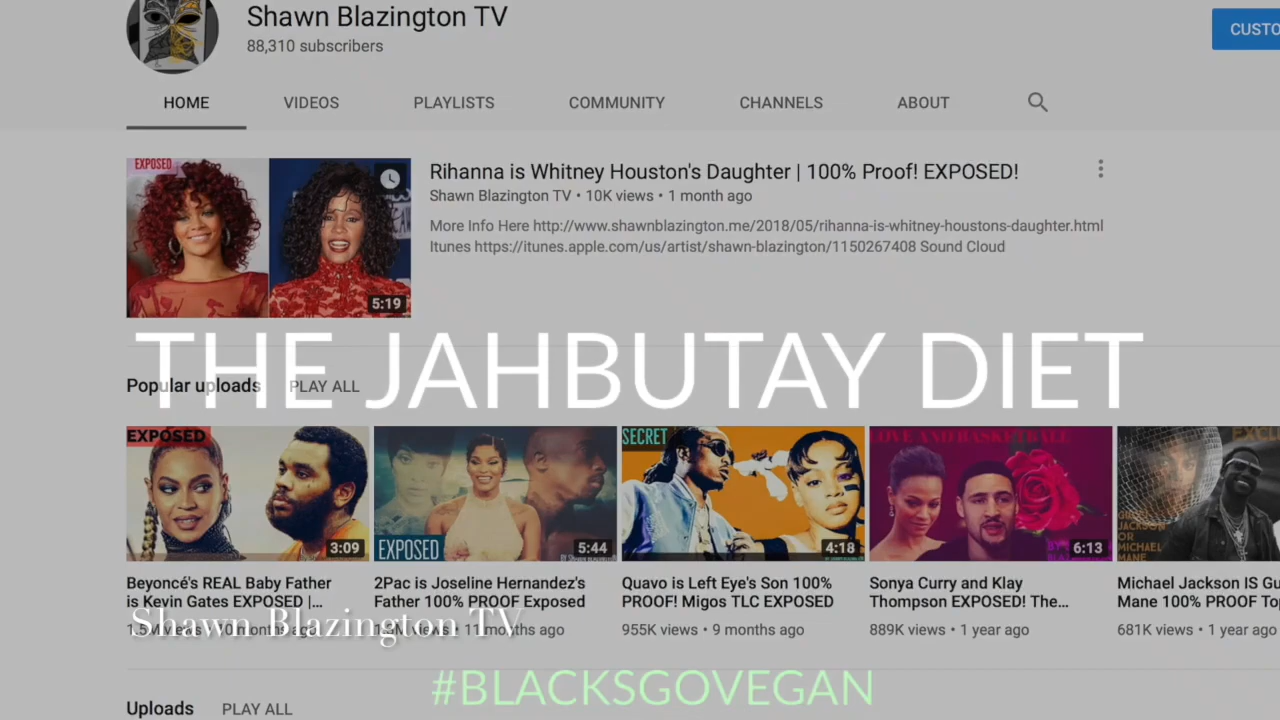 Shawn Blazington TV
88,310 subscribers
CUSTO
HOME VIDEOS PLAYLISTS COMMUNITY CHANNELS ABOUT
EXPOSED
5:19
Rihanna is Whitney Houston's Daughter | 100% Proof! EXPOSED!
Shawn Blazington TV • 10K views • 1 month ago
More Info Here http://www.shawnblazington.me/2018/05/rihanna-is-whitney-houstons-daughter.html
Itunes https://itunes.apple.com/us/artist/shawn-blazington/1150267408 Sound Cloud
THE JAHBUTAY DIET
Popular uploads PLAY ALL
EXPOSED
3:09
EXPOSED
5:44
SECRET
4:18
LOVE AND BASKETBALL
6:13
JACKSON
OR
MICHAEL
MANE
Beyoncé's REAL Baby Father
is Kevin Gates EXPOSED |...
2Pac is Joseline Hernandez's
Father 100% PROOF Exposed
11 months ago
Quavo is Left Eye's Son 100%
PROOF! Migos TLC EXPOSED
955K views • 9 months ago
Sonya Curry and Klay
Thompson EXPOSED! The...
889K views • 1 year ago
Michael Jackson IS Gu
Mane 100% PROOF Top
681K views • 1 year ago
Shawn Blazington TV
#BLACKSGOVEGAN
Uploads PLAY ALL